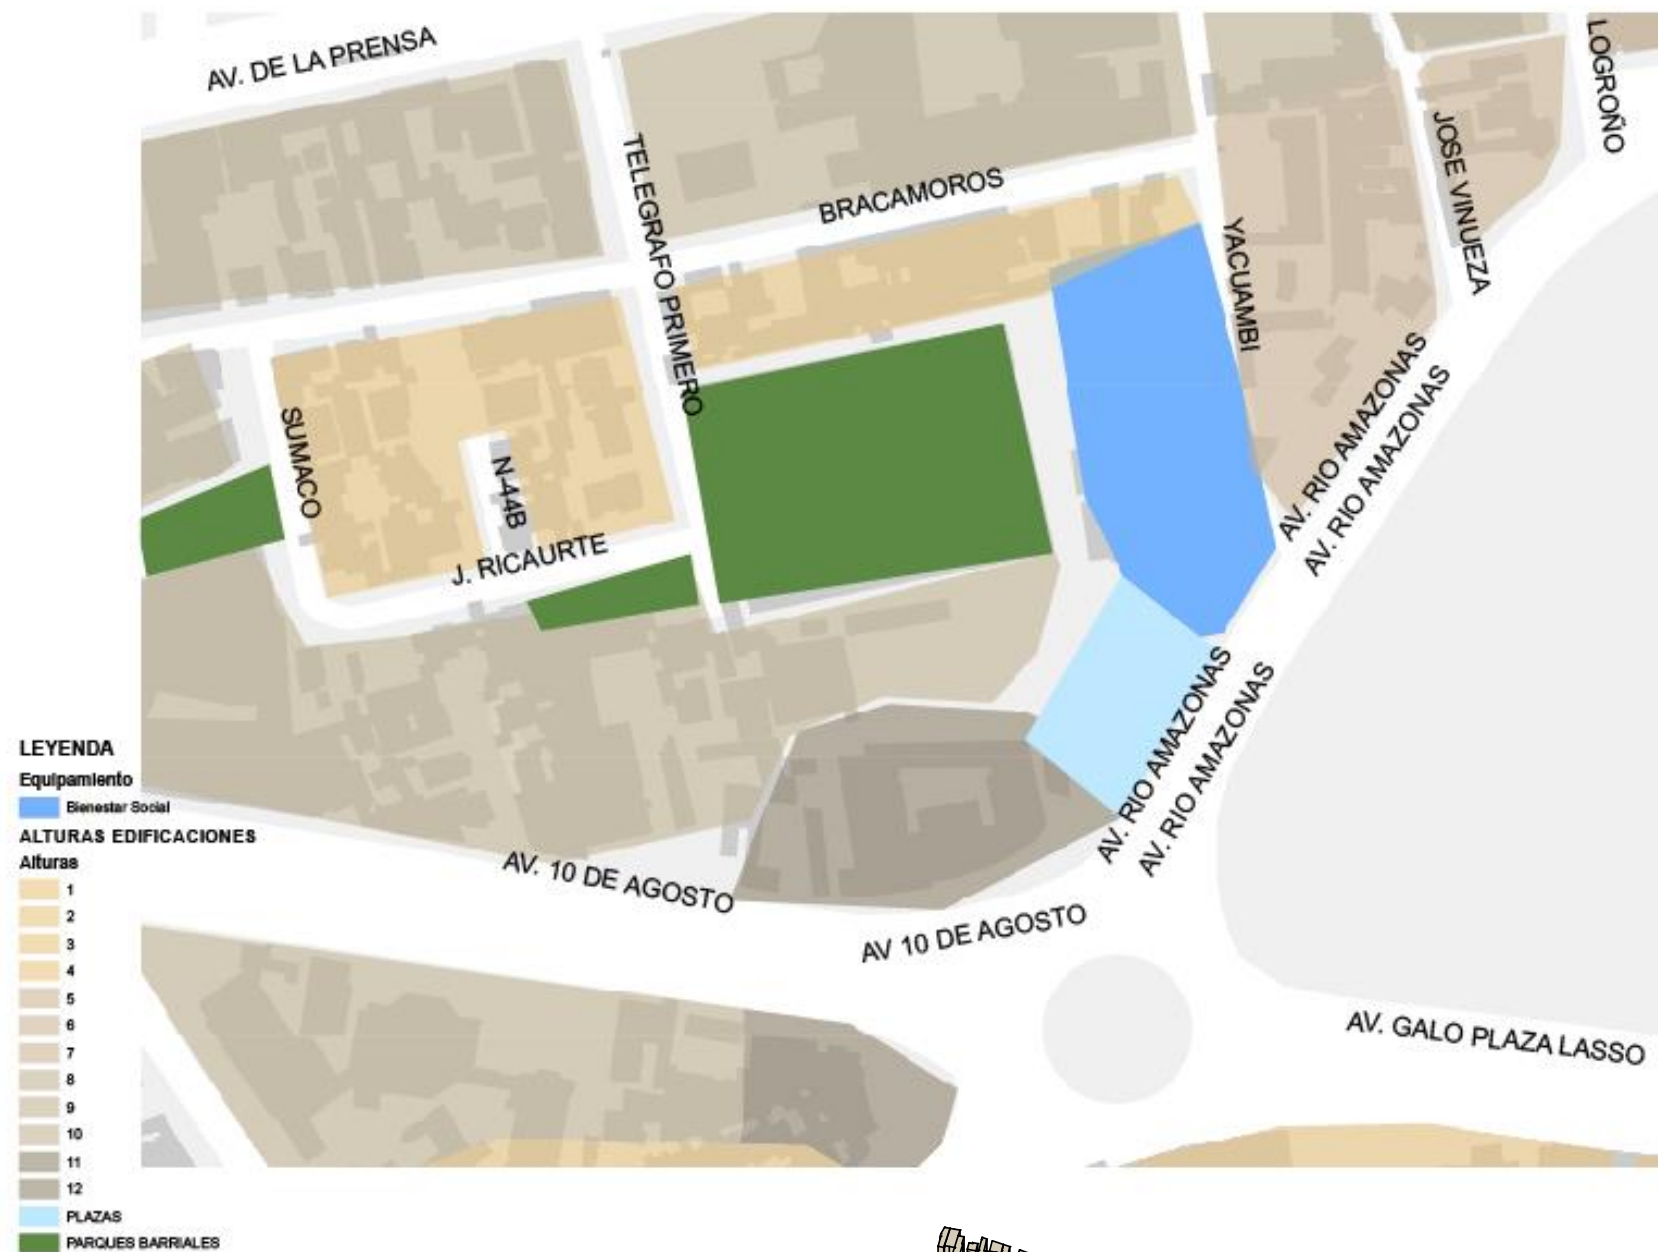 AV. DE LA PRENSA
LOGROÑO
JOSE VINUEZA
TELEGRAFO PRIMERO
BRACAMOROS
YACUAMBI
SUMACO
N-44B
J. RICAURTE
AV. RIO AMAZONAS
AV. RIO AMAZONAS
AV. RIO AMAZONAS
AV. RIO AMAZONAS
AV. 10 DE AGOSTO
AV 10 DE AGOSTO
AV. GALO PLAZA LASSO
LEYENDA
Equipamiento
Bienestar Social
ALTURAS EDIFICACIONES
Alturas
1
2
3
4
5
6
7
8
9
10
11
12
PLAZAS
PARQUES BARRIALES